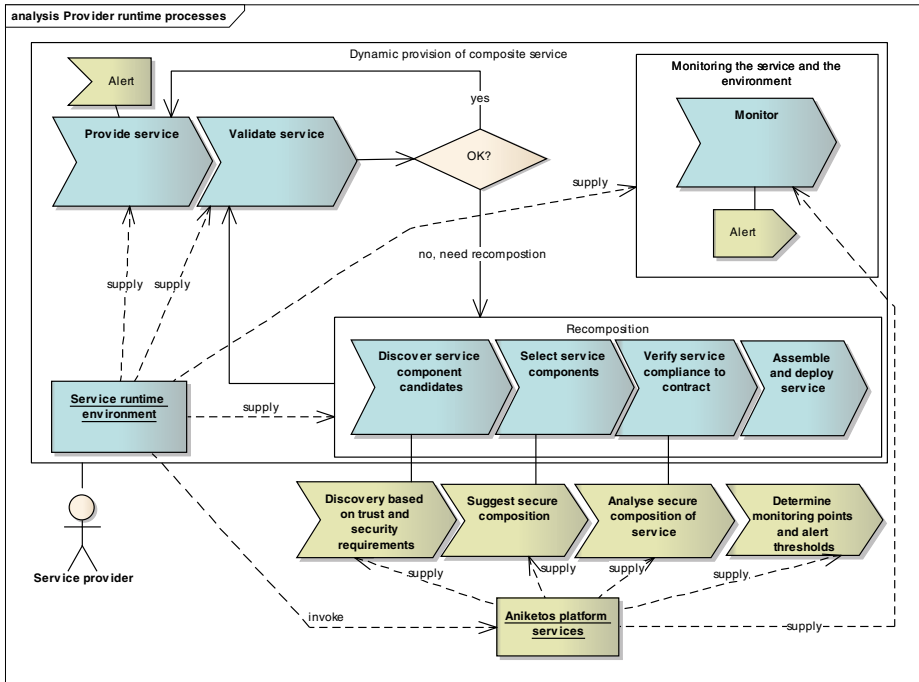 analysis Provider runtime processes
Dynamic provision of composite service
Alert
Provide service
Validate service
yes
OK?
Monitoring the service and the
environment
Monitor
Alert
supply
supply
supply
no, need recompostion
Recomposition
Discover service
component
candidates
Select service
components
Verify service
compliance to
contract
Assemble
and deploy
service
Service runtime
environment
supply
Service provider
Discovery based
on trust and
security
requirements
Suggest secure
composition
Analyse secure
composition of
service
Determine
monitoring points
and alert
thresholds
supply
supply
supply
supply
invoke
Aniketos platform
services
supply